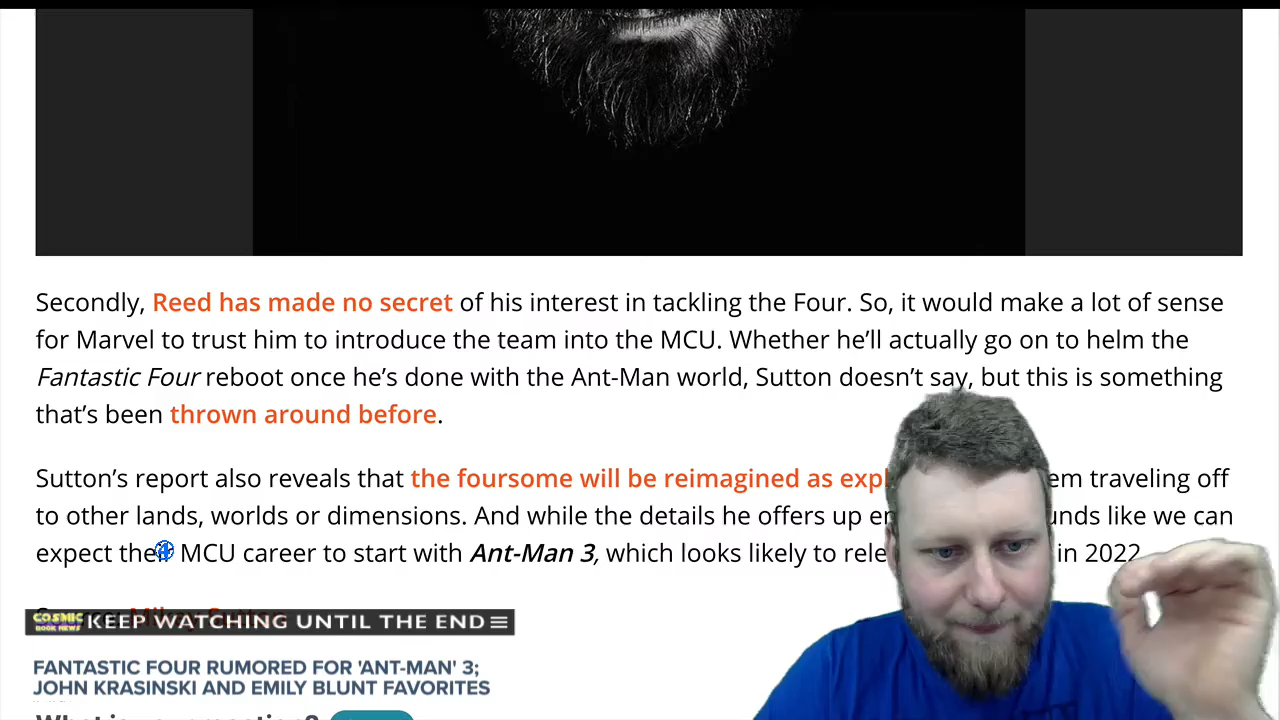 Secondly, Reed has made no secret of his interest in tackling the Four. So, it would make a lot of sense
for Marvel to trust him to introduce the team into the MCU. Whether he’ll actually go on to helm the
Fantastic Four reboot once he’s done with the Ant-Man world, Sutton doesn’t say, but this is something
that’s been thrown around before.
Sutton’s report also reveals that the foursome will be reimagined as traveling off
to other lands, worlds or dimensions. And while the details he offers up like we can
expect MCU career to start with Ant-Man 3, which looks likely to in 2022.
COSMIC
BOOK NEWS
KEEP WATCHING UNTIL THE END
FANTASTIC FOUR RUMORED FOR 'ANT-MAN' 3;
JOHN KRASINSKI AND EMILY BLUNT FAVORITES